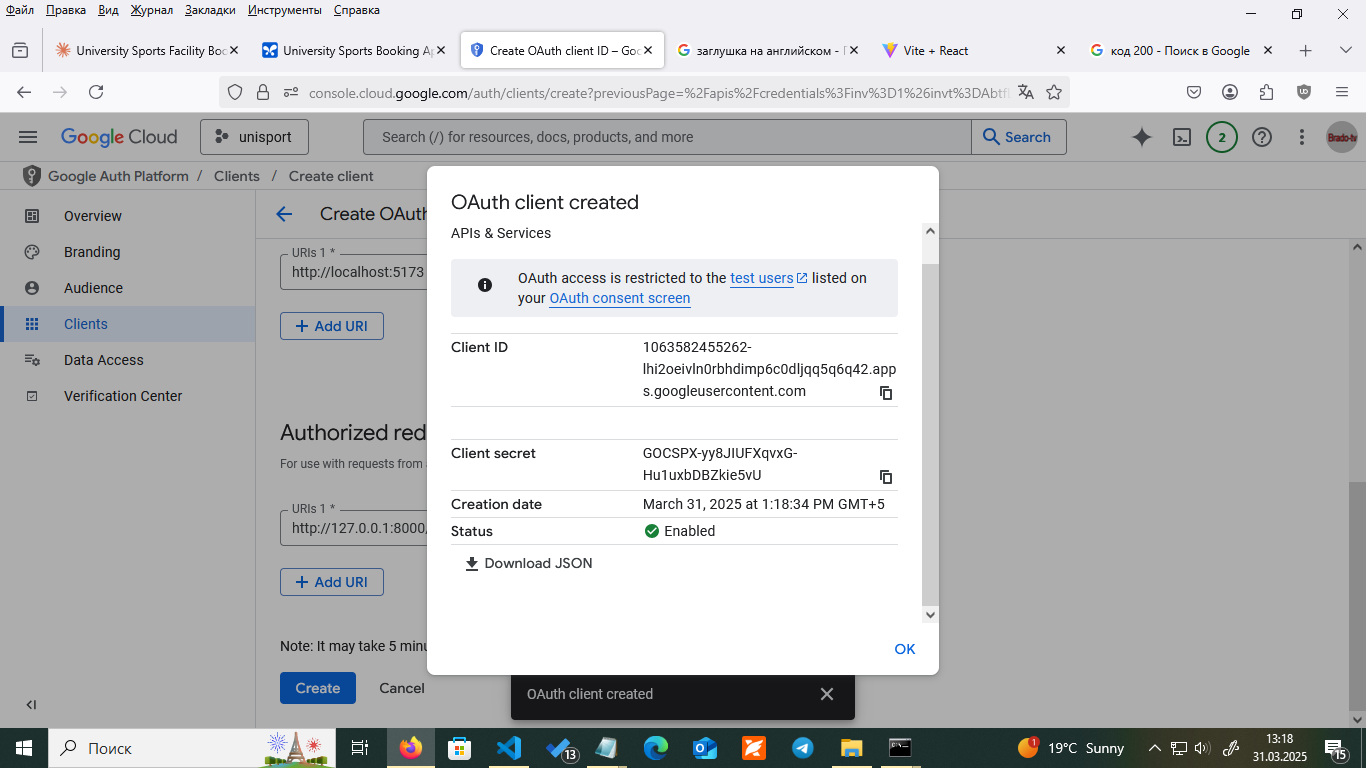 Файл Правка Вид Журнал Закладки Инструменты Справка
University Sports Facility Boo
University Sports Booking Ap
Create OAuth client ID – Goo
заглушка на английском - П
Vite + React
код 200 - Поиск в Google
console.cloud.google.com/auth/clients/create?previousPage=%2Fapis%2Fcredentials%3Finv%3D1%26invt%3DAbtf
Google Cloud
unisport
Search (/) for resources, docs, products, and more
Search
2
Brado-tv
Google Auth Platform / Clients / Create client
Overview
Branding
Audience
Clients
Data Access
Verification Center
Create OAuth
URIs 1 *
http://localhost:5173
Add URI
Authorized red
For use with requests from
URIs 1 *
http://127.0.0.1:8000/
Add URI
Note: It may take 5 minu
Create
Cancel
OAuth client created
APIs & Services
OAuth access is restricted to the test users listed on
your OAuth consent screen
Client ID
1063582455262-
lhi2oeivln0rbhdimp6c0dljqq5q6q42.app
s.googleusercontent.com
Client secret
GOCSPX-yy8JIUFXqvxG-
Hu1uxbDBZkie5vU
Creation date
March 31, 2025 at 1:18:34 PM GMT+5
Status
Enabled
Download JSON
OK
OAuth client created
Поиск
13
1
19°C Sunny
13:18
31.03.2025
15